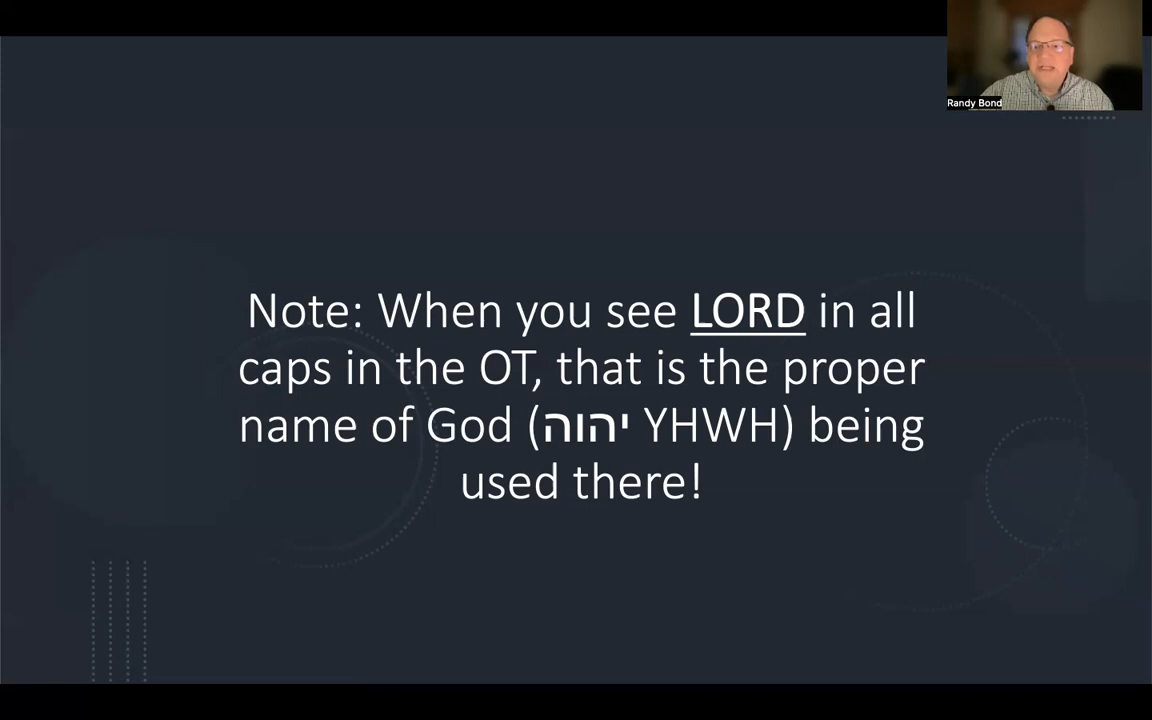 Randy Bond
Note: When you see LORD in all
caps in the OT, that is the proper
name of God (יהוה YHWH) being
used there!